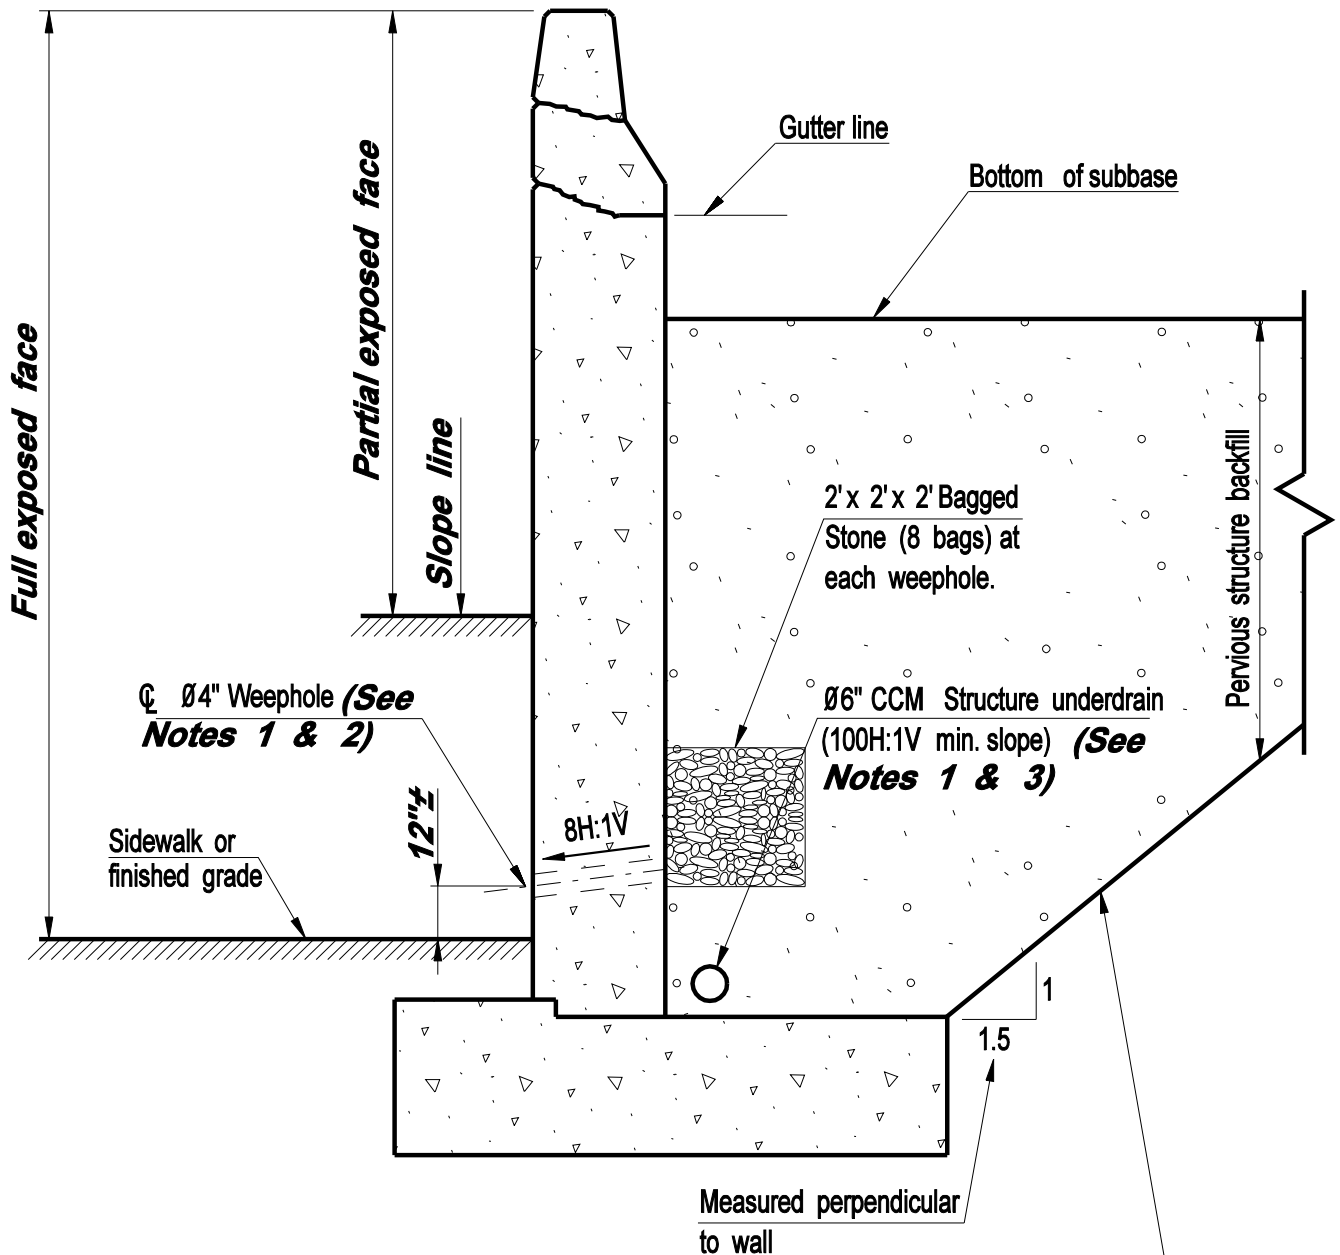 Gutter line
Bottom of subbase
Full exposed face
Partial exposed face
Slope line
2' x 2' x 2' Bagged
Stone (8 bags) at
each weephole.
Pervious structure backfill
℄ Ø4" Weephole (See
Notes 1 & 2)
Ø6" CCM Structure underdrain
(100H:1V min. slope) (See
Notes 1 & 3)
12"±
8H:1V
Sidewalk or
finished grade
1
1.5
Measured perpendicular
to wall